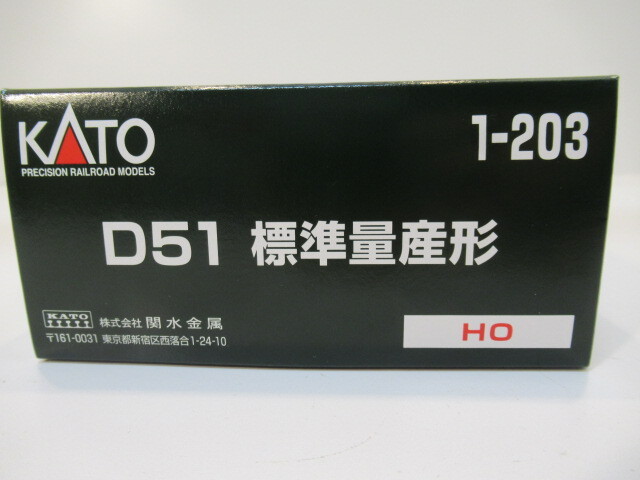 KATO
PRECISION RAILROAD MODELS
1-203
D51 標準量産形
KATO 株式会社 関水金属
〒161-0031 東京都新宿区西落合1-24-10
HO